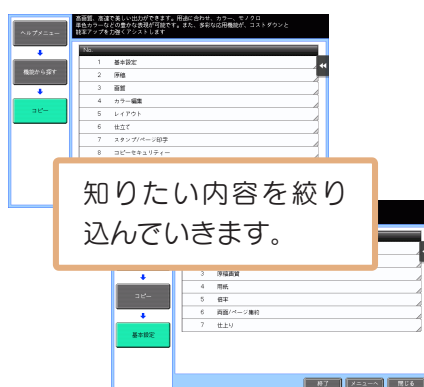 高画質、高速で美しい出力ができます。用途に合わせ、カラー、モノクロ
単色カラーなどの豊かな表現が可能です。また、多彩な応用機能が、コストダウンと
能率アップを力強くアシストします
ヘルプメニュー
機能から探す
コピー
No.
1 基本設定
2 原稿
3 画質
4 カラー編集
5 レイアウト
6 仕立て
7 スタンプ/ページ印字
8 コピーセキュリティー
知りたい内容を絞り
込んでいきます。
コピー
基本設定
3 原稿画質
4 用紙
5 倍率
6 両面/ページ集約
7 仕上り
終了
メニューへ
閉じる